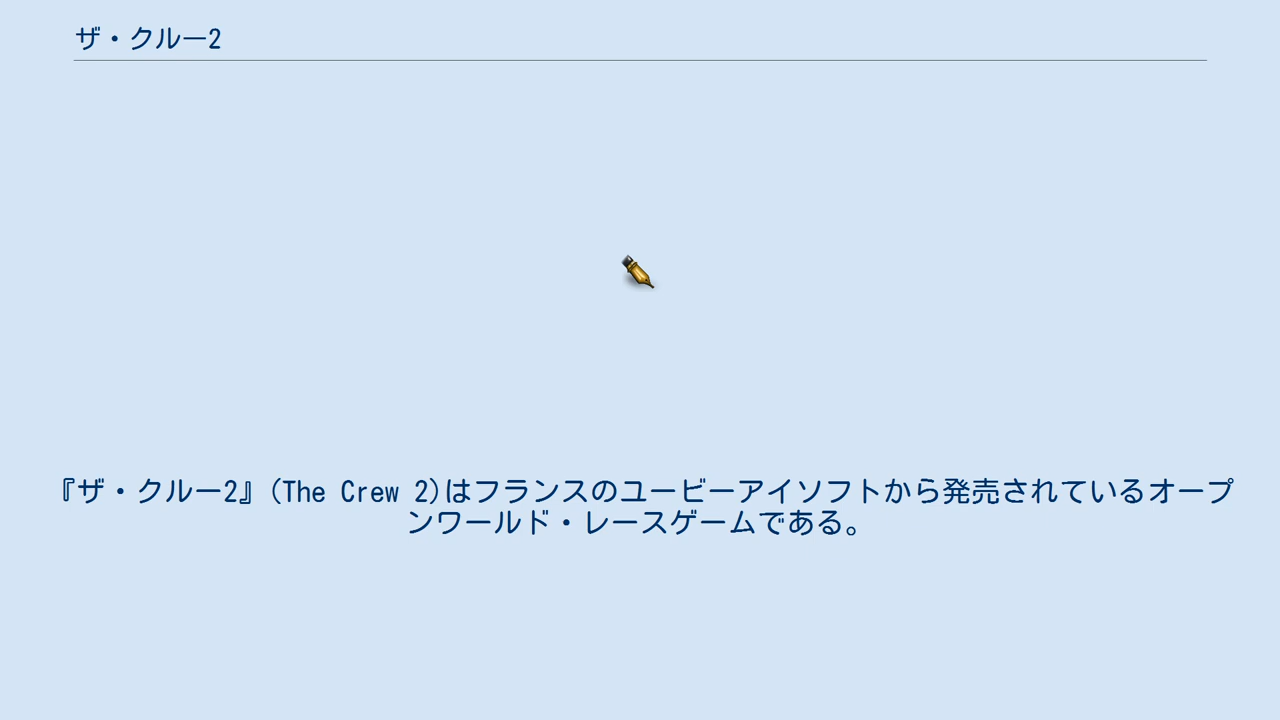 ザ・クルー2
『ザ・クルー2』(The Crew 2)はフランスのユービーアイソフトから発売されているオープ
ンワールド・レースゲームである。